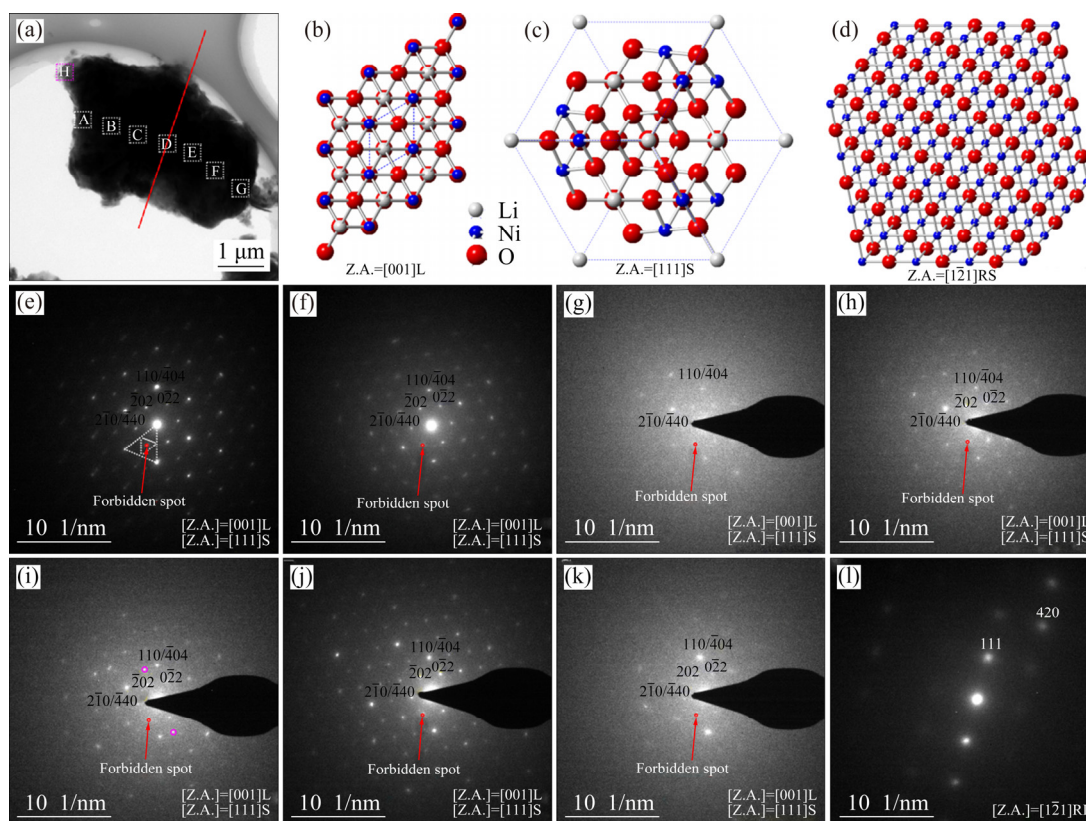 (a)
H
A
B
C
D
E
F
G
1 μm
(b)
Z.A.=[001]L
Li
Ni
O
(c)
Z.A.=[111]S
(d)
Z.A.=[12̅1]RS
(e)
110/4̅04
2̅02 02̅2
21̅0/4̅40
Forbidden spot
10 1/nm
[Z.A.]=[001]L
[Z.A.]=[111]S
(f)
110/4̅04
2̅02 02̅2
21̅0/4̅40
Forbidden spot
10 1/nm
[Z.A.]=[001]L
[Z.A.]=[111]S
(g)
110/4̅04
21̅0/4̅40
Forbidden spot
10 1/nm
[Z.A.]=[001]L
[Z.A.]=[111]S
(h)
110/4̅04
2̅02 02̅2
21̅0/4̅40
Forbidden spot
10 1/nm
[Z.A.]=[001]L
[Z.A.]=[111]S
(i)
110/4̅04
2̅02 02̅2
21̅0/4̅40
Forbidden spot
10 1/nm
[Z.A.]=[001]L
[Z.A.]=[111]S
(j)
110/4̅04
2̅02 02̅2
21̅0/4̅40
Forbidden spot
10 1/nm
[Z.A.]=[001]L
[Z.A.]=[111]S
(k)
110/4̅04
202 02̅2
21̅0/4̅40
Forbidden spot
10 1/nm
[Z.A.]=[001]L
[Z.A.]=[111]S
(l)
420
111
10 1/nm
[Z.A.]=[12̅1]RI